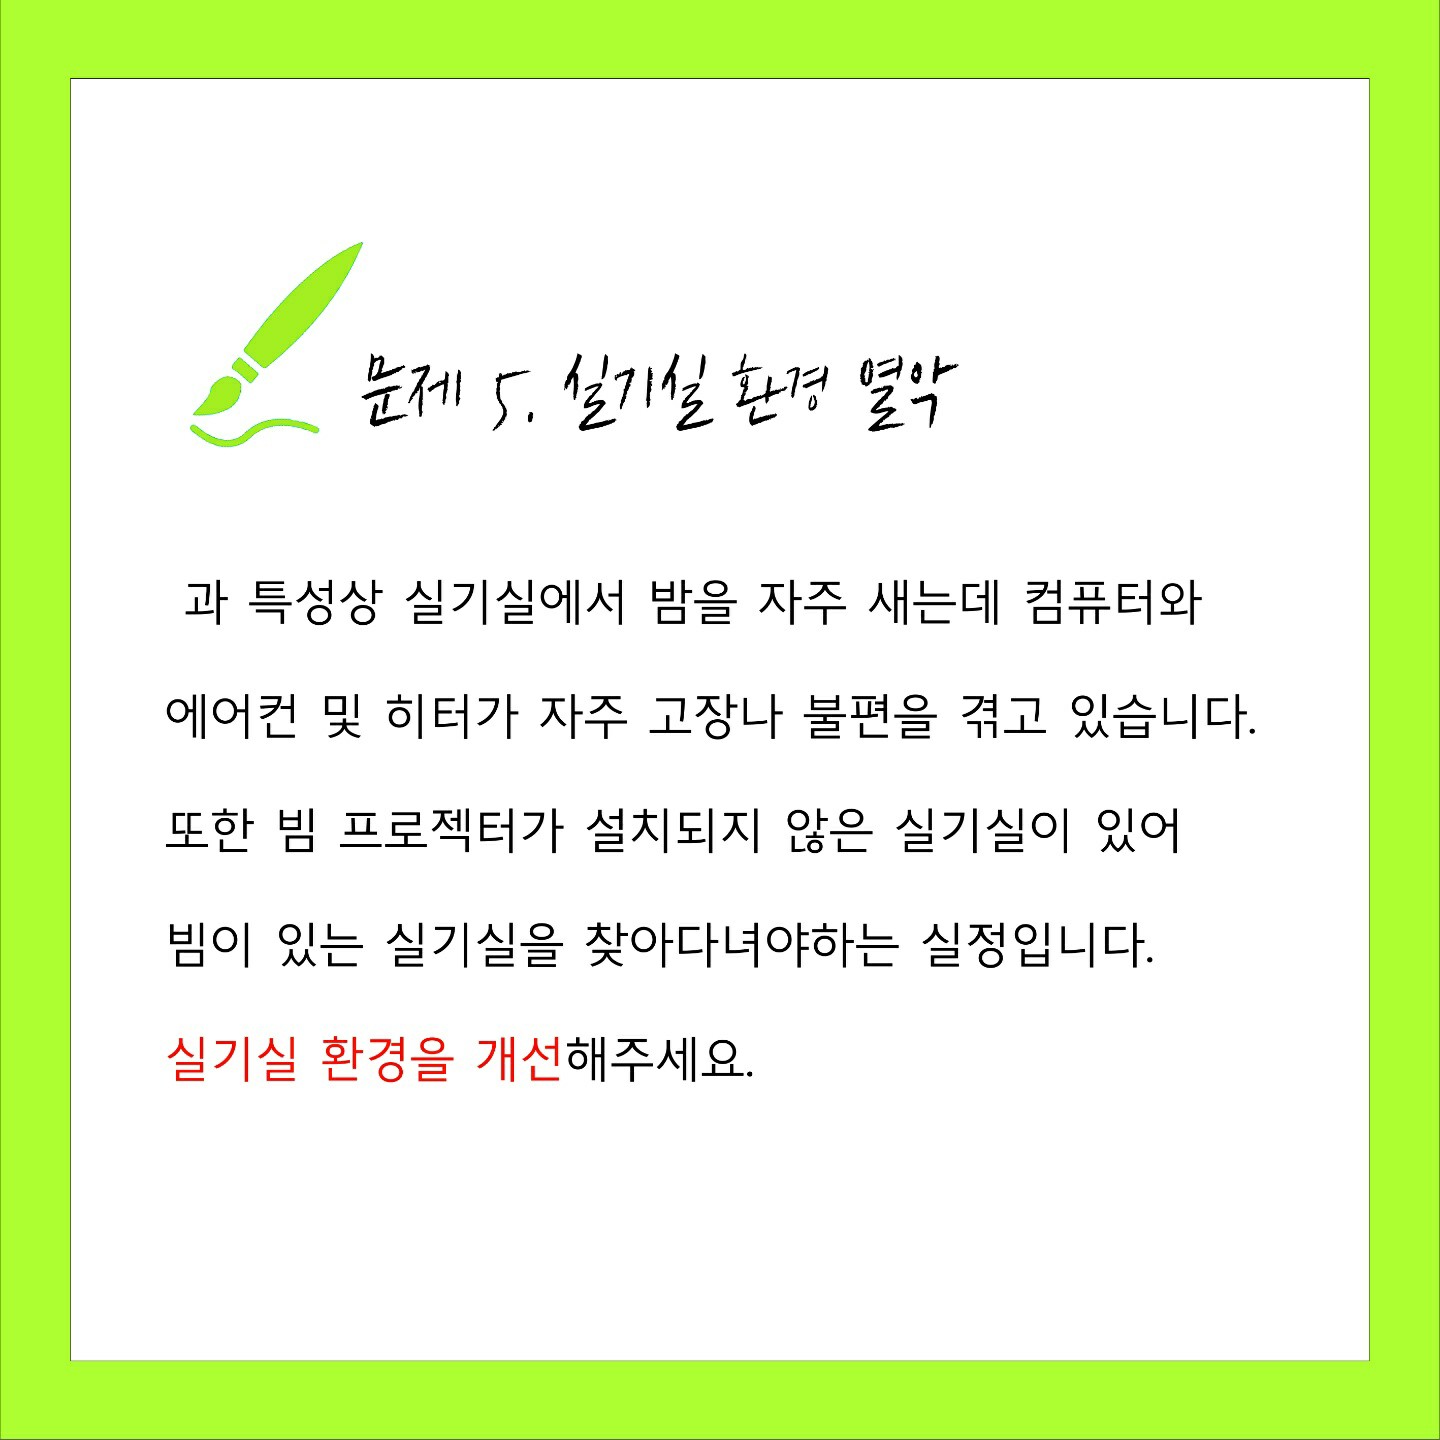 문제 5. 실기실 환경 열악
과 특성상 실기실에서 밤을 자주 새는데 컴퓨터와
에어컨 및 히터가 자주 고장나 불편을 겪고 있습니다.
또한 빔 프로젝터가 설치되지 않은 실기실이 있어
빔이 있는 실기실을 찾아다녀야하는 실정입니다.
실기실 환경을 개선해주세요.